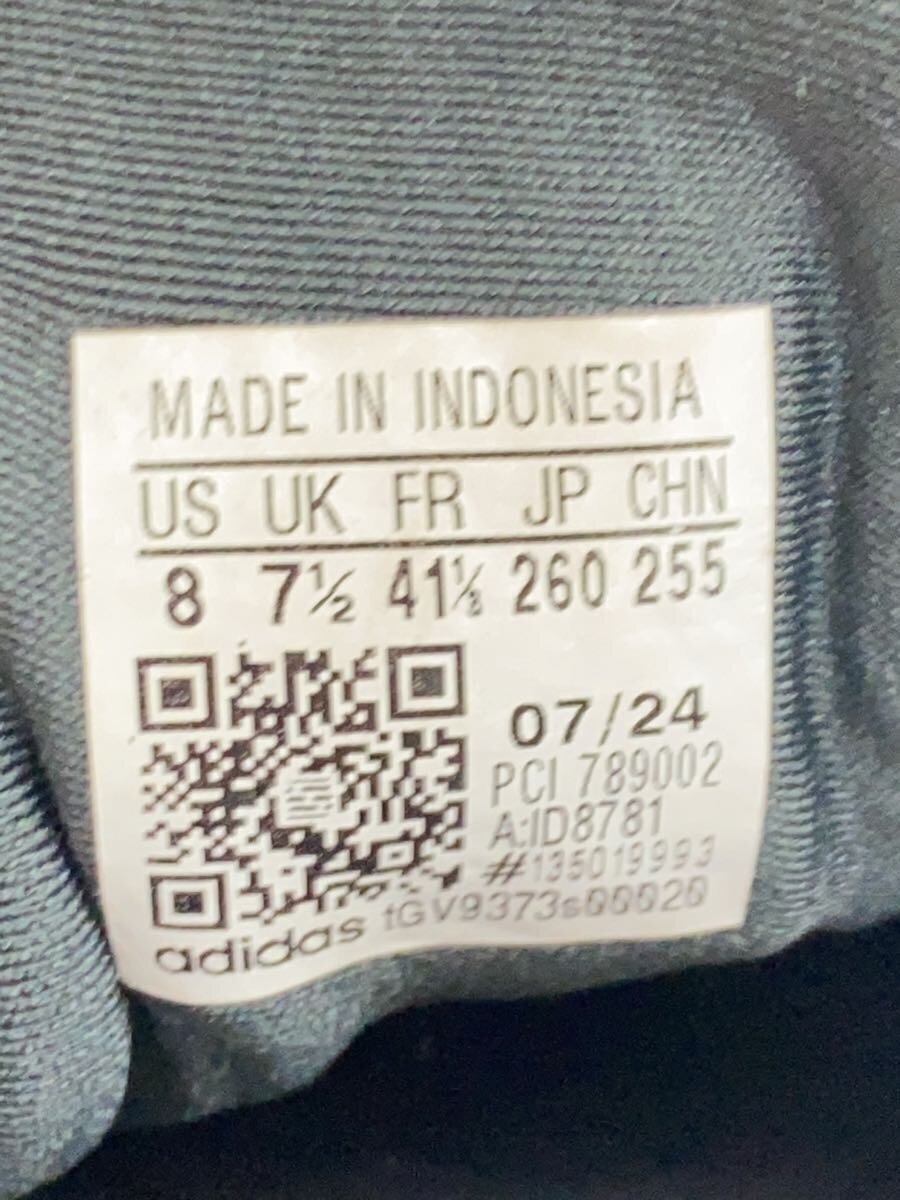 MADE IN INDONESIA
US UK FR JP CHN
8 7½ 41⅓ 260 255
07/24
PCI 789002
A:ID8781
#135019993
adidas tGV9373s00020